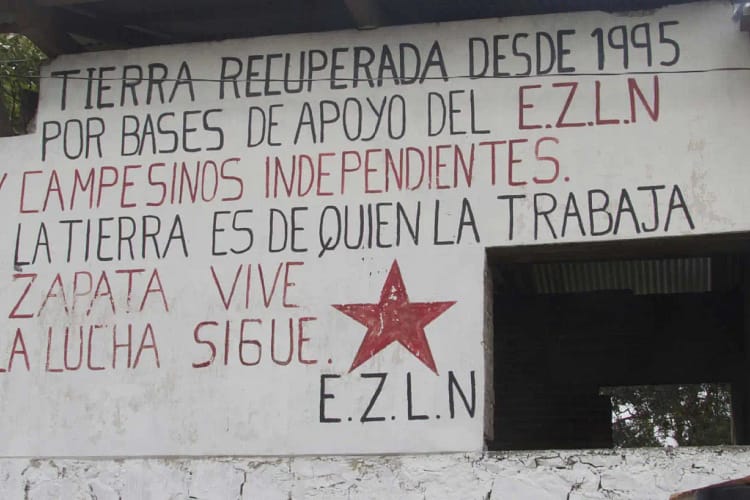 TIERRA RECUPERADA DESDE 1995
POR BASES DE APOYO DEL E.Z.L.N
Y CAMPESINOS INDEPENDIENTES.
LA TIERRA ES DE QUIEN LA TRABAJA
ZAPATA VIVE
LA LUCHA SIGUE.
E.Z.L.N